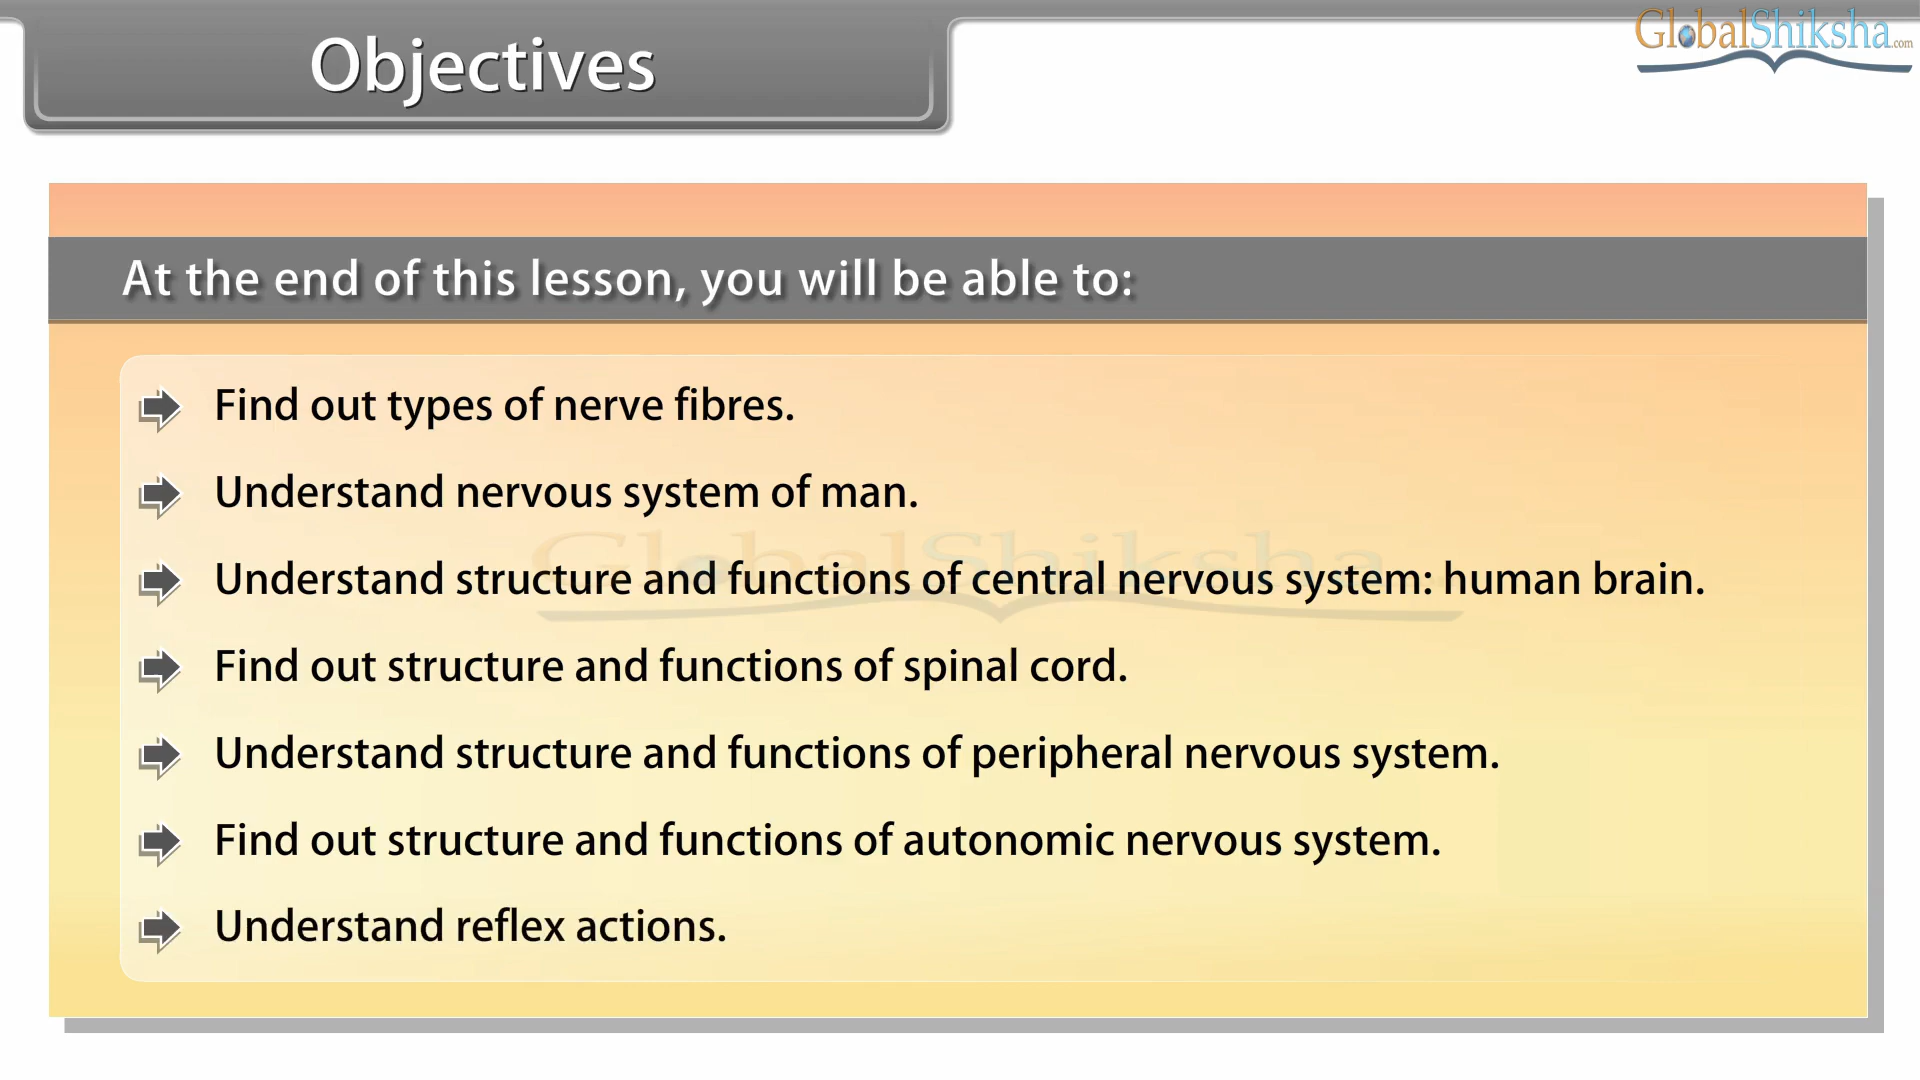 Objectives
GlobalShiksha.com
At the end of this lesson, you will be able to:
Find out types of nerve fibres.
Understand nervous system of man.
GlobalShiksha
Understand structure and functions of central nervous system: human brain.
Find out structure and functions of spinal cord.
Understand structure and functions of peripheral nervous system.
Find out structure and functions of autonomic nervous system.
Understand reflex actions.